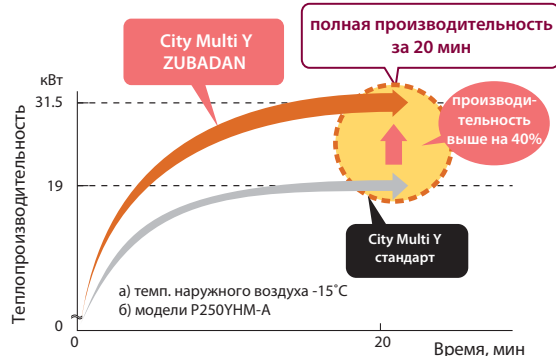 полная производительность
за 20 мин
City Multi Y
ZUBADAN
кВт
31.5
производи-
тельность
выше на 40%
19
City Multi Y
стандарт
Теплопроизводительность
а) темп. наружного воздуха -15˚С
б) модели P250YHM-A
0
0
20
Время, мин